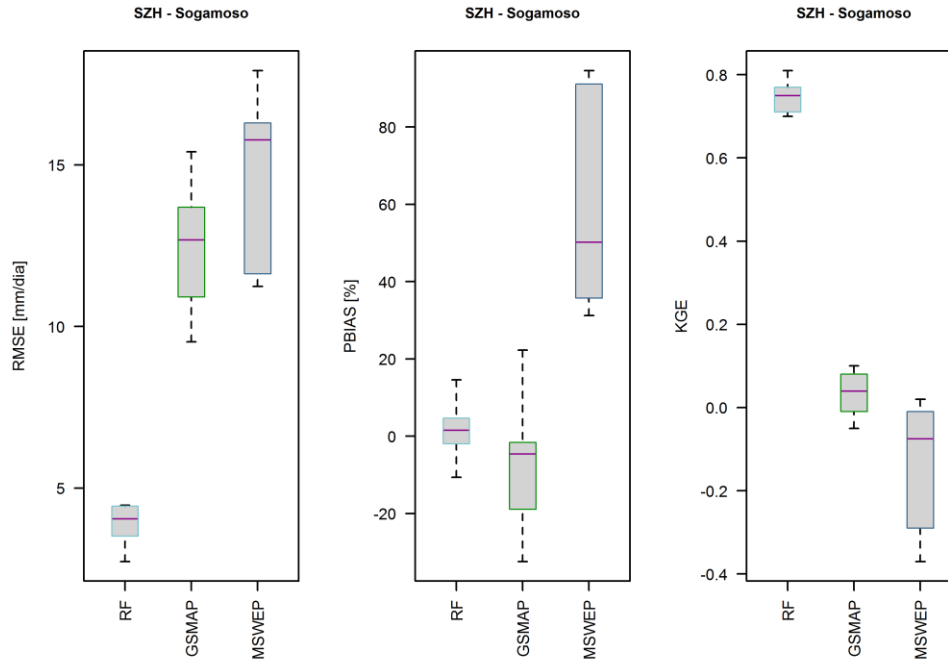 SZH - Sogamoso
RMSE [mm/dia]
15
10
5
RF
GSMAP
MSWEP
SZH - Sogamoso
PBIAS [%]
80
60
40
20
0
-20
RF
GSMAP
MSWEP
SZH - Sogamoso
KGE
0.8
0.6
0.4
0.2
0.0
-0.2
-0.4
RF
GSMAP
MSWEP